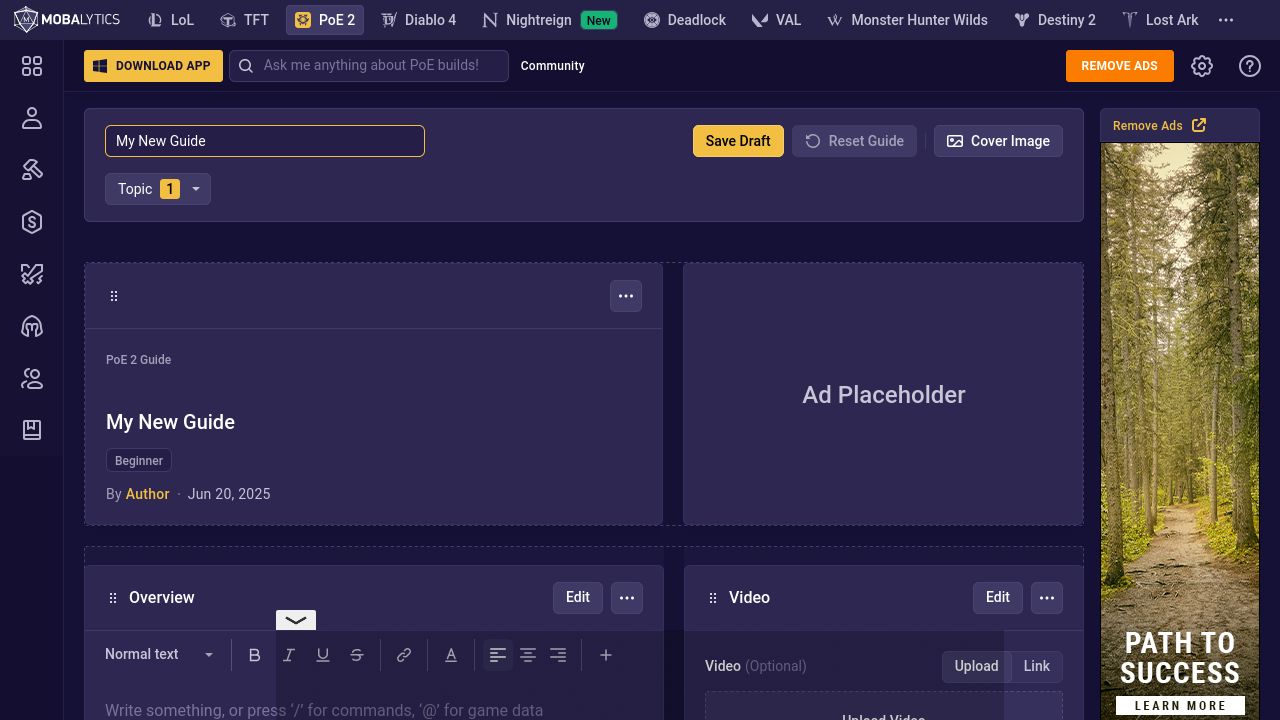 MOBALYTICS LoL TFT PoE 2 Diablo 4 Nightreign New Deadlock VAL Monster Hunter Wilds Destiny 2 Lost Ark
DOWNLOAD APP Ask me anything about PoE builds! Community REMOVE ADS
My New Guide Save Draft Reset Guide Cover Image
Remove Ads
Topic 1
PoE 2 Guide
Ad Placeholder
My New Guide
Beginner
By Author · Jun 20, 2025
Overview Edit Video Edit
Normal text B I U S A
Video (Optional) Upload Link
Write something, or press ‘/’ for commands, ‘@’ for game data
Upload Video
PATH TO
SUCCESS
LEARN MORE